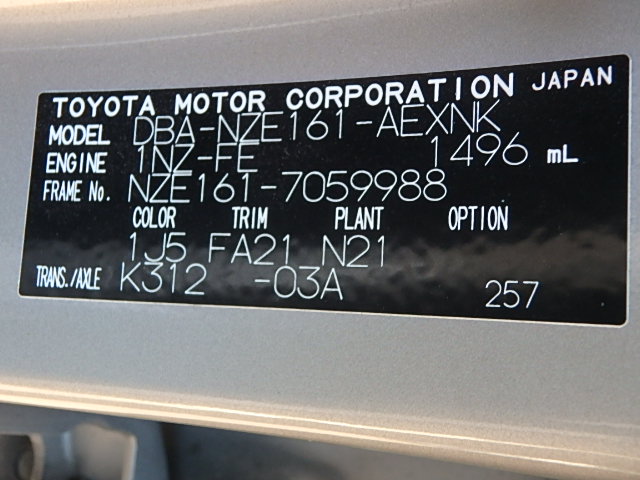 TOYOTA MOTOR CORPORATION JAPAN
MODEL DBA-NZE161-AEXNK
ENGINE 1NZ-FE 1496 mL
FRAME No. NZE161-7059988
COLOR TRIM PLANT OPTION
1J5 FA21 N21
TRANS./AXLE K312 -03A 257